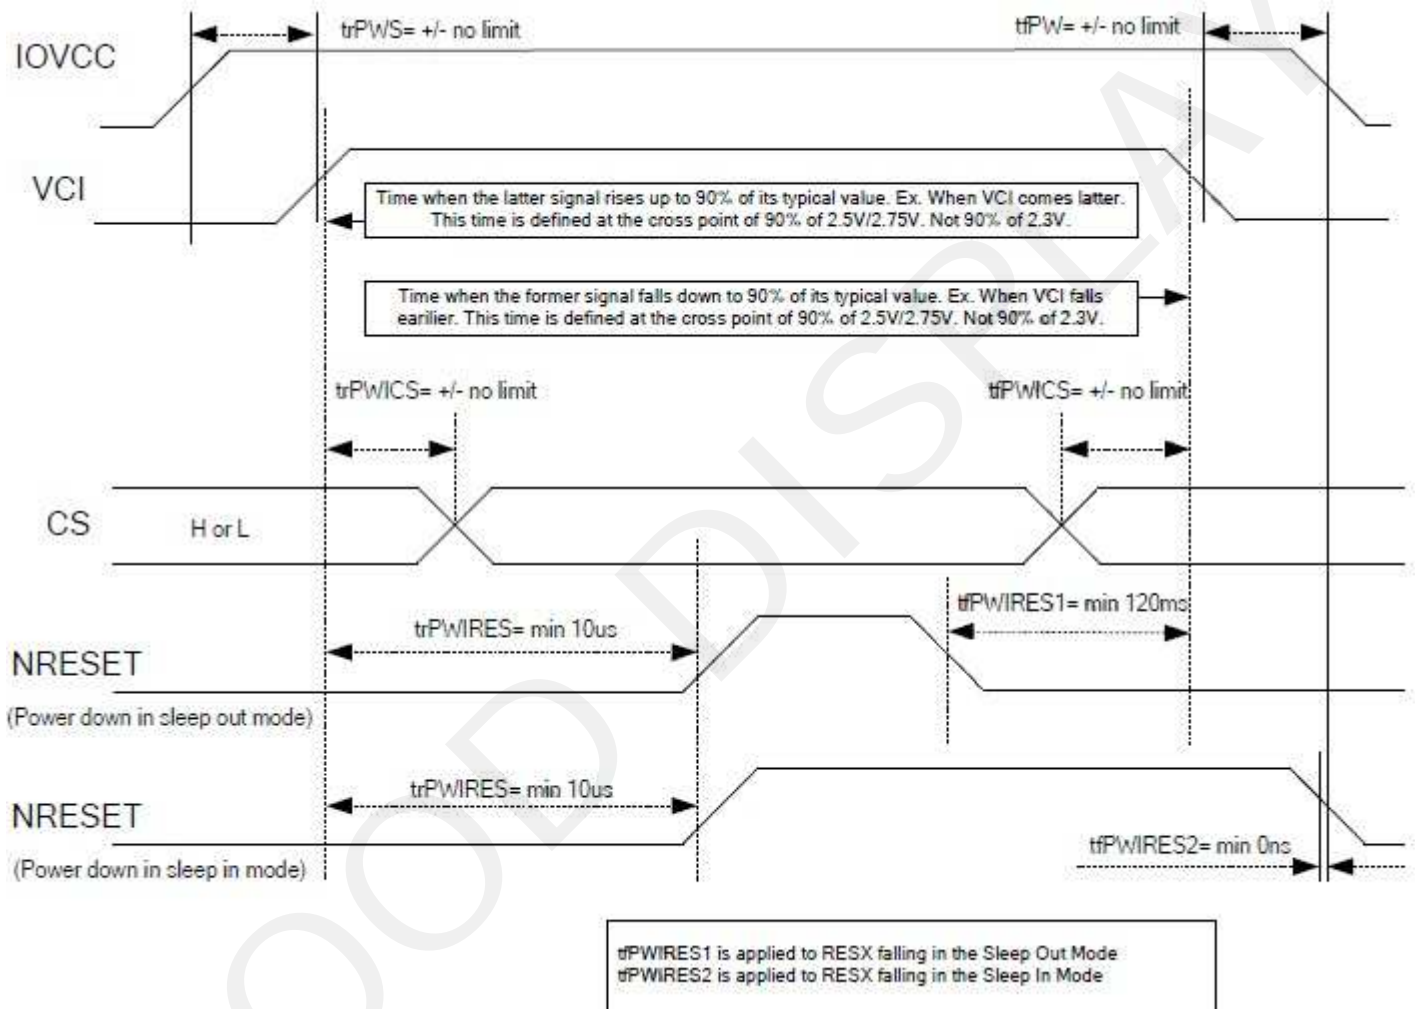 trPWS= +/- no limit
tfPW= +/- no limit
IOVCC
VCI
Time when the latter signal rises up to 90% of its typical value. Ex. When VCI comes latter.
This time is defined at the cross point of 90% of 2.5V/2.75V. Not 90% of 2.3V.
Time when the former signal falls down to 90% of its typical value. Ex. When VCI falls
earilier. This time is defined at the cross point of 90% of 2.5V/2.75V. Not 90% of 2.3V.
trPWICS= +/- no limit
tfPWICS= +/- no limit
CS
H or L
tfPWIRES1= min 120ms
trPWIRES= min 10us
NRESET
(Power down in sleep out mode)
trPWIRES= min 10us
NRESET
tfPWIRES2= min 0ns
(Power down in sleep in mode)
tfPWIRES1 is applied to RESX falling in the Sleep Out Mode
tfPWIRES2 is applied to RESX falling in the Sleep In Mode
OOD DISPLAY